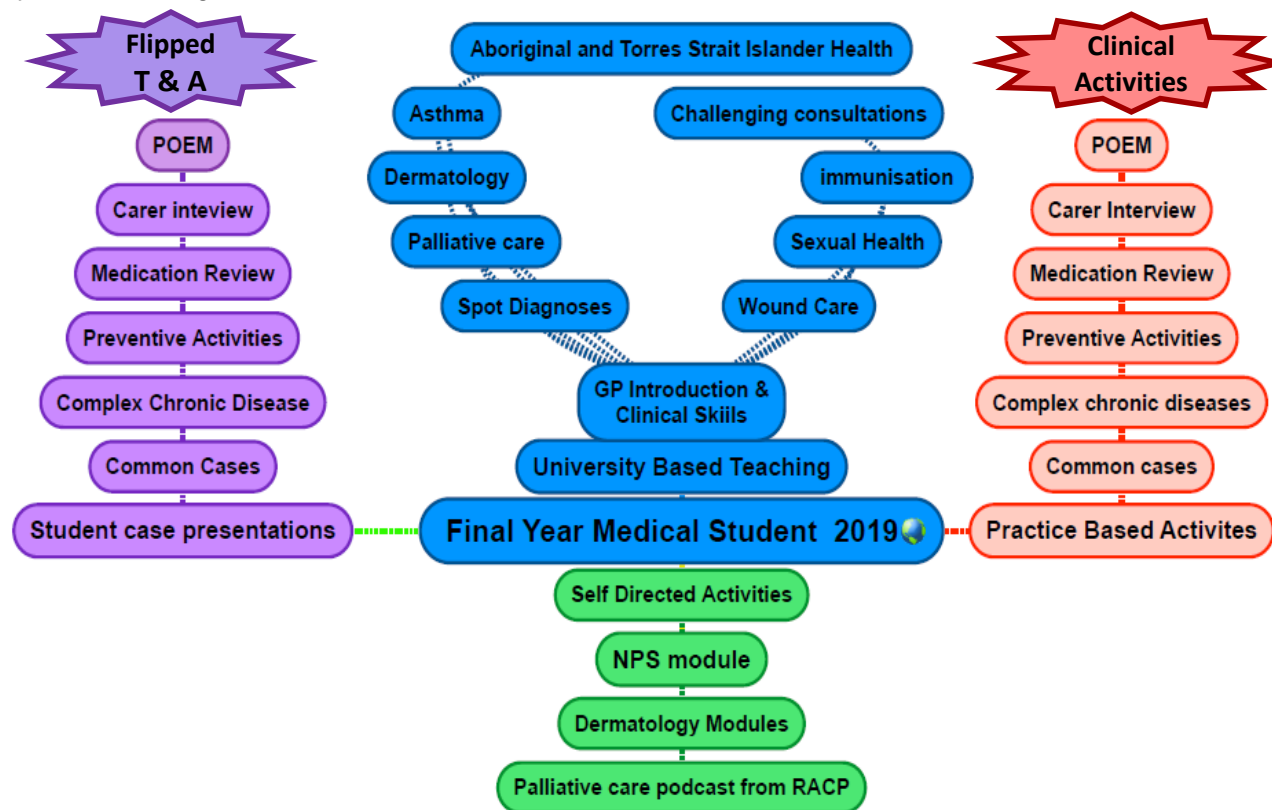 Flipped
T & A
Aboriginal and Torres Strait Islander Health
Clinical
Activities
Asthma
Challenging consultations
POEM
POEM
Dermatology
immunisation
Carer inteview
Carer Interview
Palliative care
Sexual Health
Medication Review
Medication Review
Spot Diagnoses
Wound Care
Preventive Activities
Preventive Activities
GP Introduction &
Clinical Skiils
Complex Chronic Disease
Complex chronic diseases
Common Cases
University Based Teaching
Common cases
Student case presentations
Final Year Medical Student 2019
Practice Based Activites
Self Directed Activities
NPS module
Dermatology Modules
Palliative care podcast from RACP